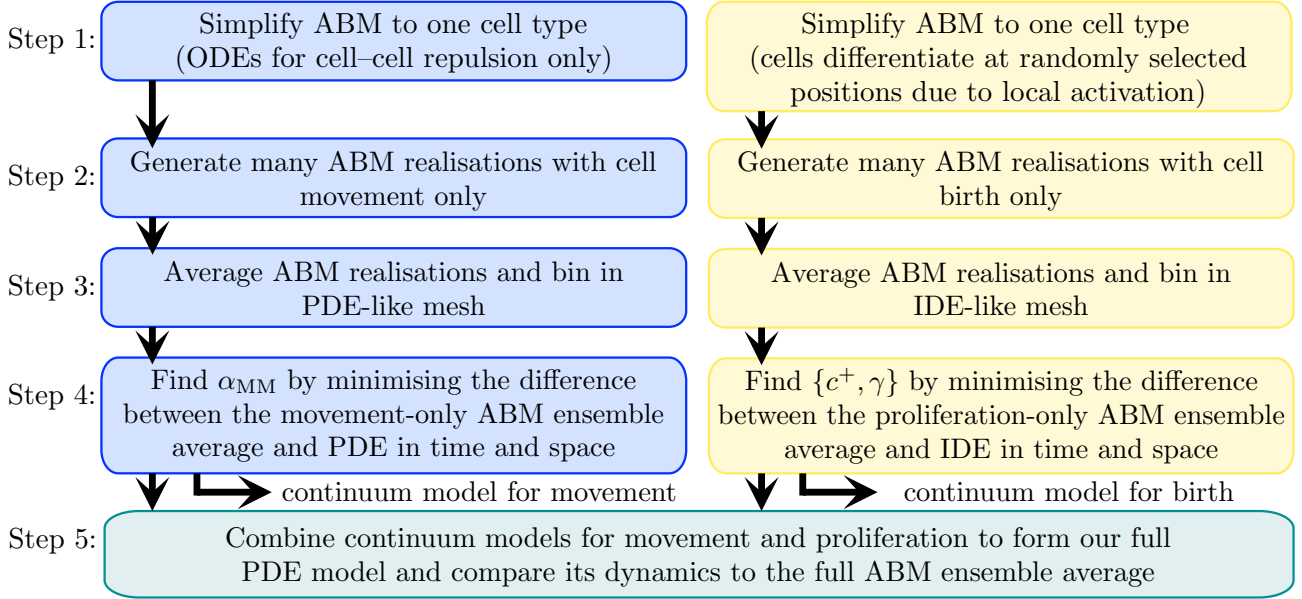 Step 1:
Simplify ABM to one cell type
(ODEs for cell–cell repulsion only)
Simplify ABM to one cell type
(cells differentiate at randomly selected
positions due to local activation)
Step 2:
Generate many ABM realisations with cell
movement only
Generate many ABM realisations with cell
birth only
Step 3:
Average ABM realisations and bin in
PDE-like mesh
Average ABM realisations and bin in
IDE-like mesh
Step 4:
Find α_MM by minimising the difference
between the movement-only ABM ensemble
average and PDE in time and space
Find {c⁺, γ} by minimising the difference
between the proliferation-only ABM ensemble
average and IDE in time and space
continuum model for movement
continuum model for birth
Step 5:
Combine continuum models for movement and proliferation to form our full
PDE model and compare its dynamics to the full ABM ensemble average